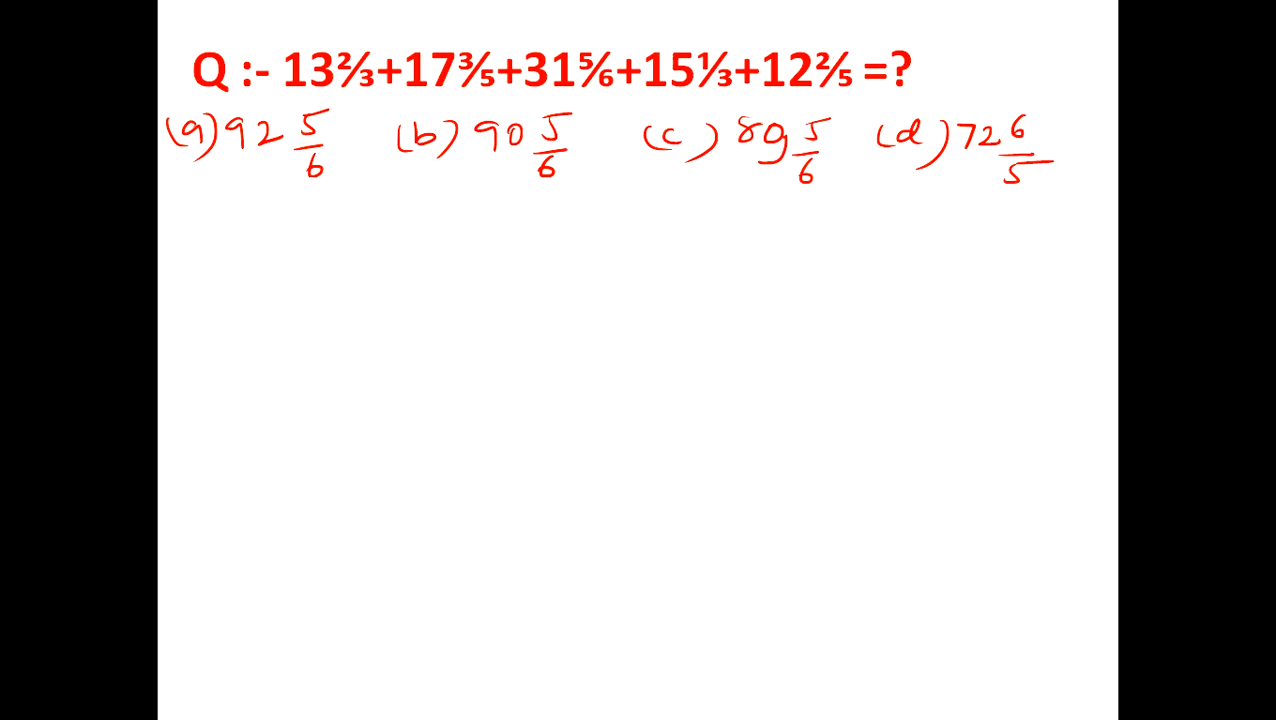 Q :- 13⅔+17⅗+31⅚+15⅓+12⅖ =?
(a) 92 5/6 (b) 90 5/6 (c) 89 5/6 (d) 72 6/5